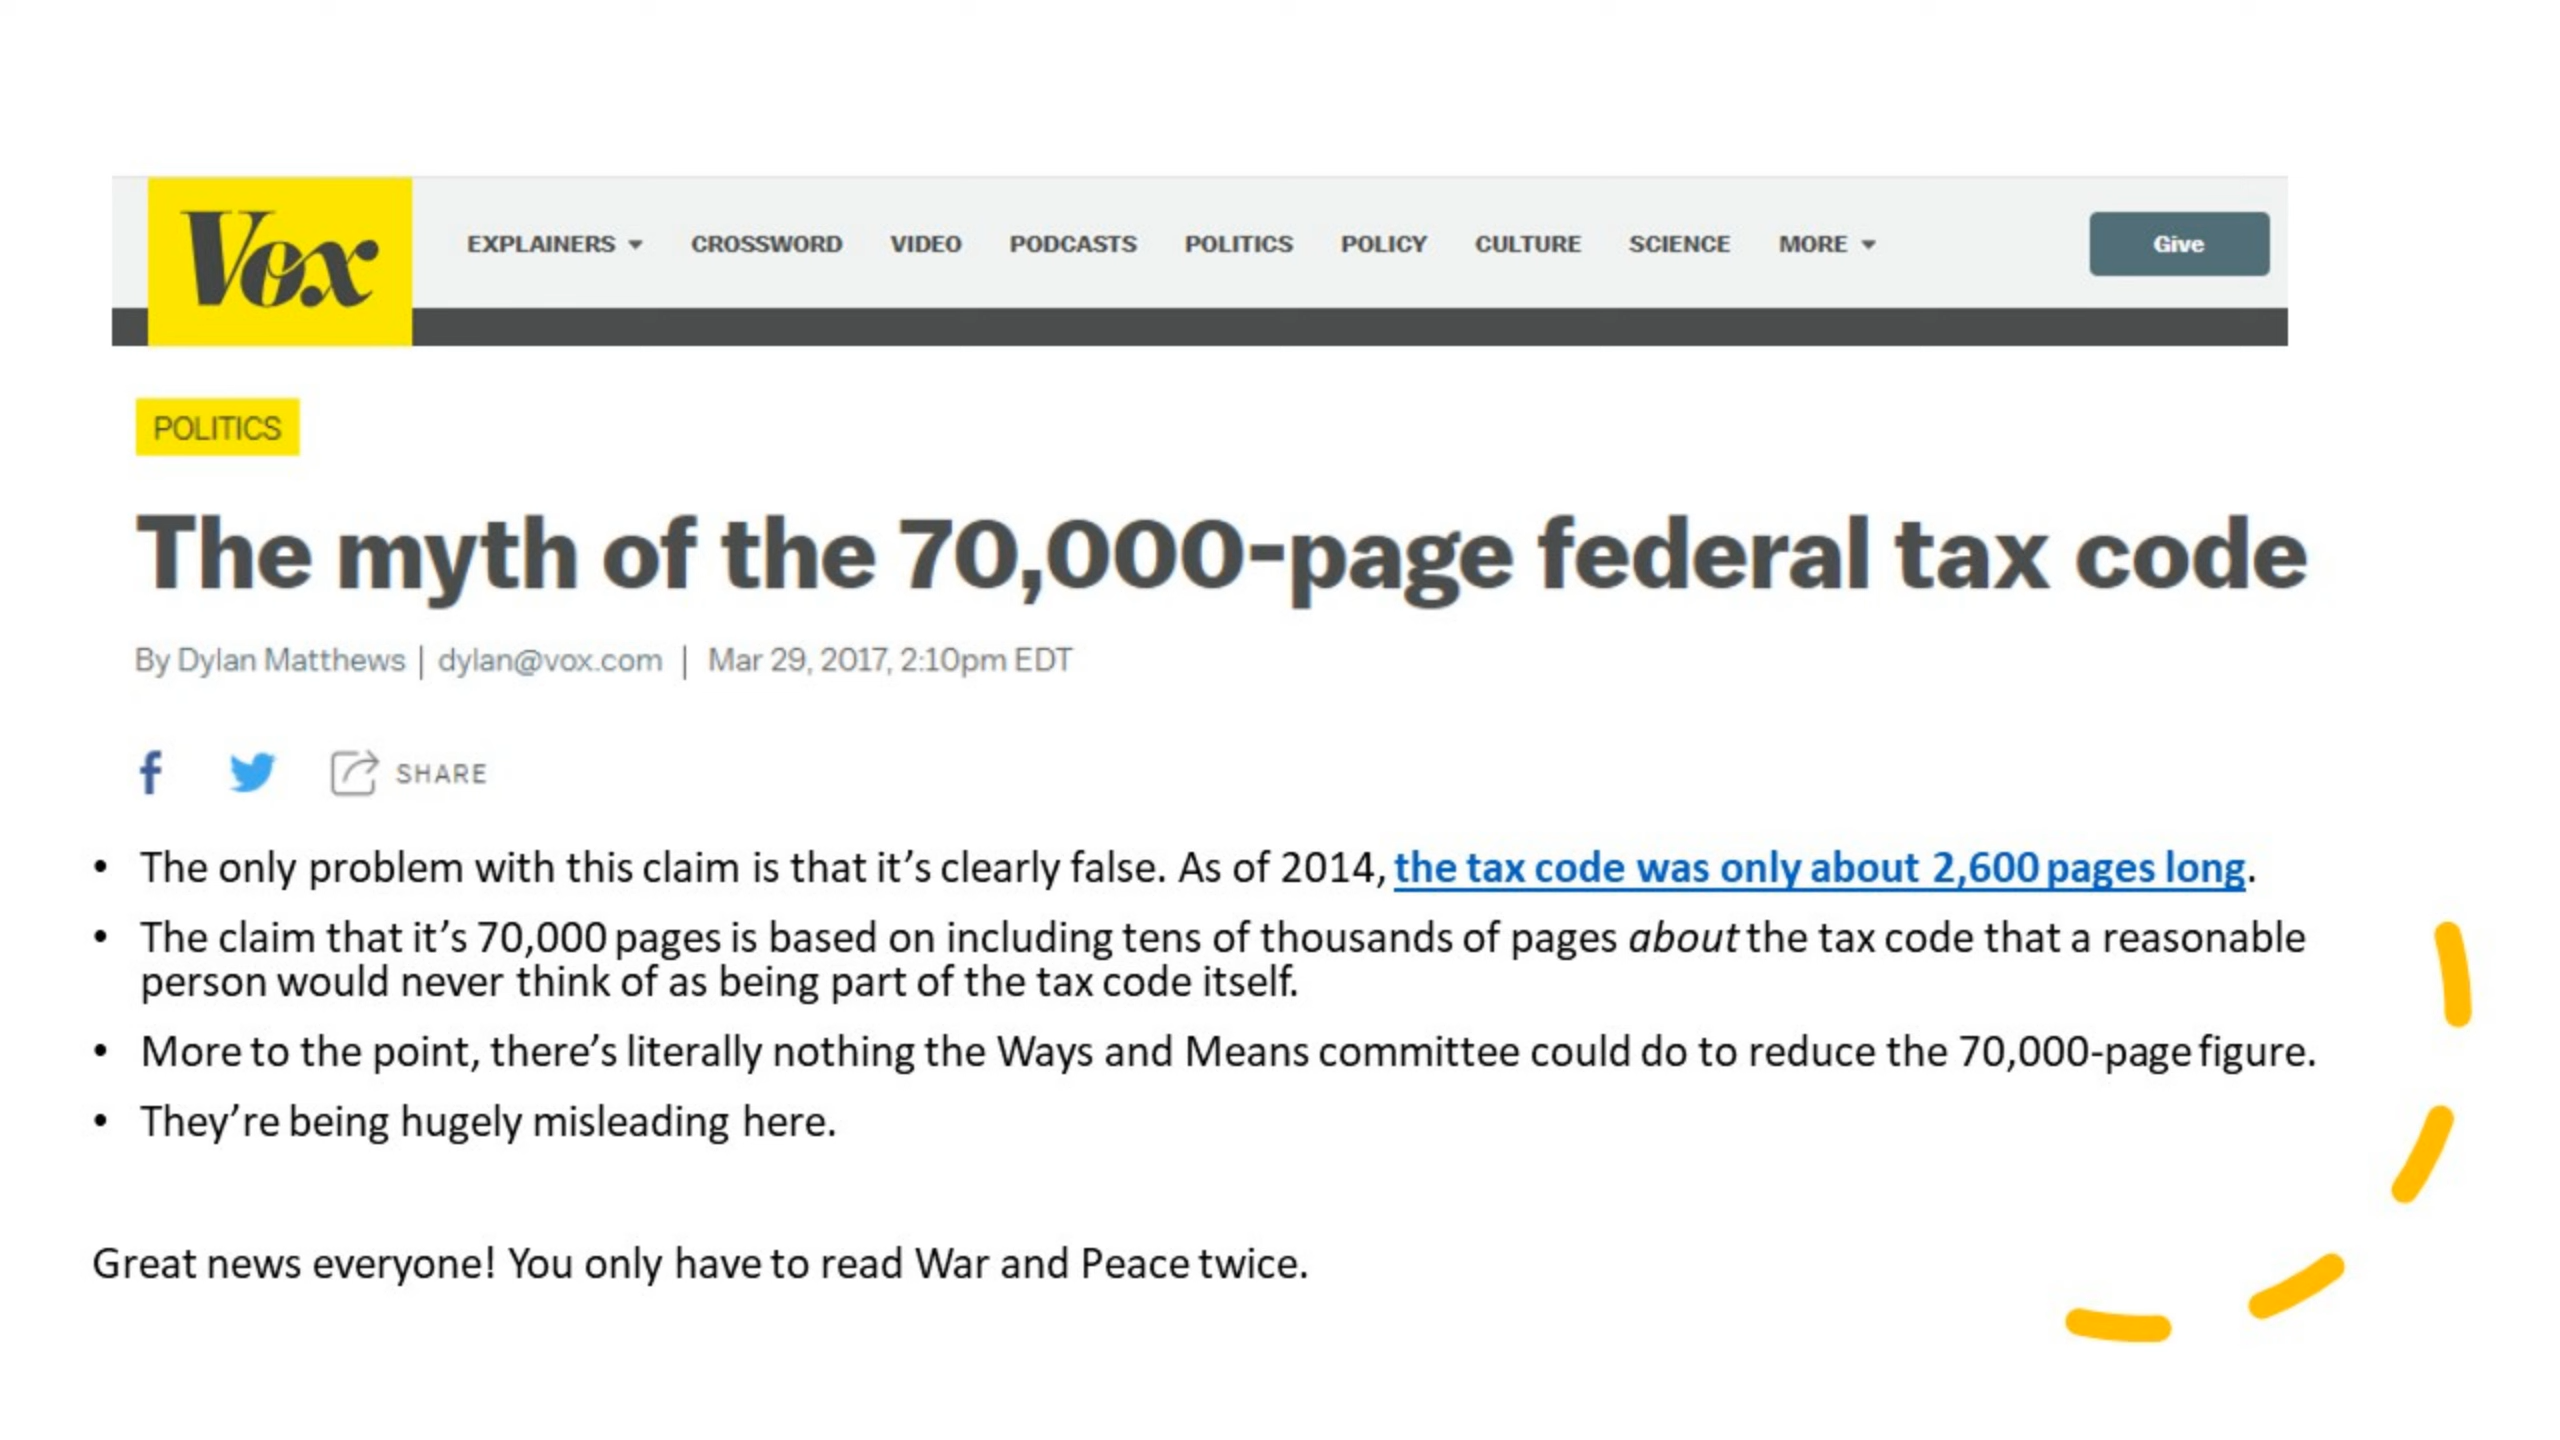 Vox
EXPLAINERS CROSSWORD VIDEO PODCASTS POLITICS POLICY CULTURE SCIENCE MORE Give
POLITICS
The myth of the 70,000-page federal tax code
By Dylan Matthews | dylan@vox.com | Mar 29, 2017, 2:10pm EDT
f SHARE
• The only problem with this claim is that it’s clearly false. As of 2014, the tax code was only about 2,600 pages long.
• The claim that it’s 70,000 pages is based on including tens of thousands of pages about the tax code that a reasonable
person would never think of as being part of the tax code itself.
• More to the point, there’s literally nothing the Ways and Means committee could do to reduce the 70,000-page figure.
• They’re being hugely misleading here.
Great news everyone! You only have to read War and Peace twice.